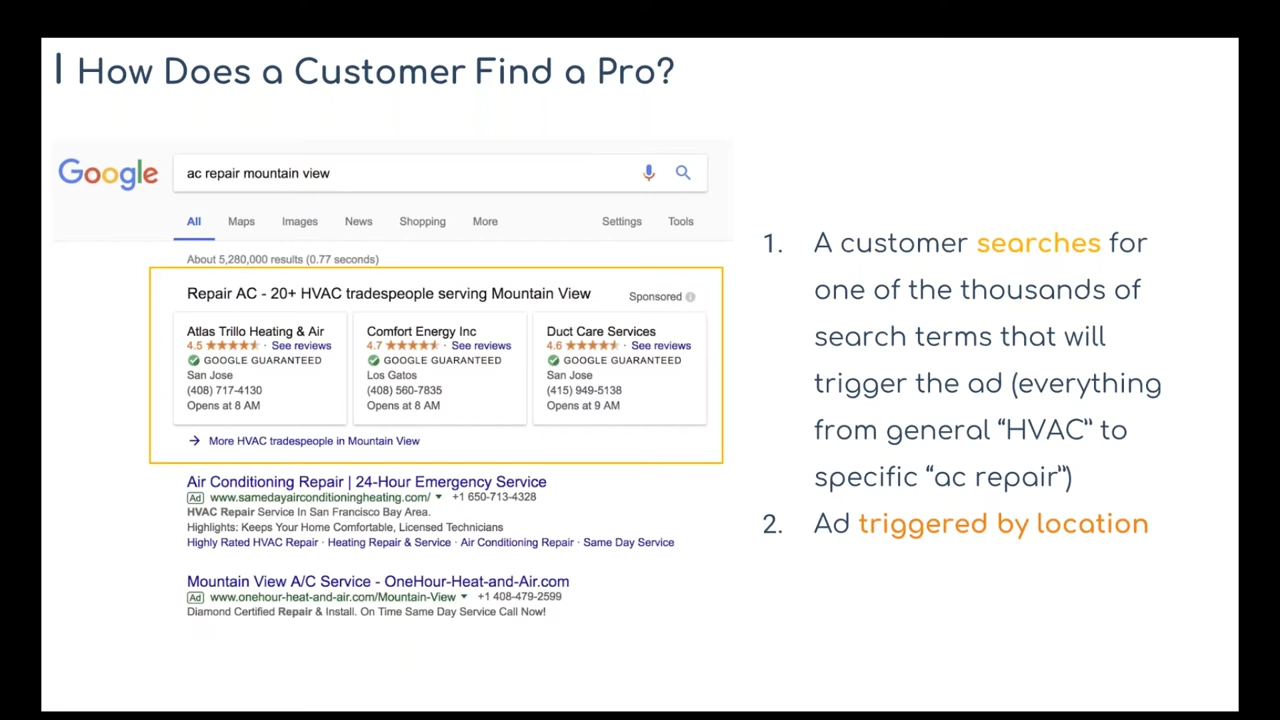 How Does a Customer Find a Pro?
Google
ac repair mountain view
All Maps Images News Shopping More Settings Tools
About 5,280,000 results (0.77 seconds)
Repair AC - 20+ HVAC tradespeople serving Mountain View
Sponsored
Atlas Trillo Heating & Air
4.5 · See reviews
GOOGLE GUARANTEED
San Jose
(408) 717-4130
Opens at 8 AM
Comfort Energy Inc
4.7 · See reviews
GOOGLE GUARANTEED
Los Gatos
(408) 560-7835
Opens at 8 AM
Duct Care Services
4.6 · See reviews
GOOGLE GUARANTEED
San Jose
(415) 949-5138
Opens at 9 AM
More HVAC tradespeople in Mountain View
Air Conditioning Repair | 24-Hour Emergency Service
Ad www.samedayairconditioningheating.com/ +1 650-713-4328
HVAC Repair Service In San Francisco Bay Area.
Highlights: Keeps Your Home Comfortable, Licensed Technicians
Highly Rated HVAC Repair · Heating Repair & Service · Air Conditioning Repair · Same Day Service
Mountain View A/C Service - OneHour-Heat-and-Air.com
Ad www.onehour-heat-and-air.com/Mountain-View +1 408-479-2599
Diamond Certified Repair & Install. On Time Same Day Service Call Now!
1. A customer searches for
one of the thousands of
search terms that will
trigger the ad (everything
from general “HVAC” to
specific “ac repair”)
2. Ad triggered by location